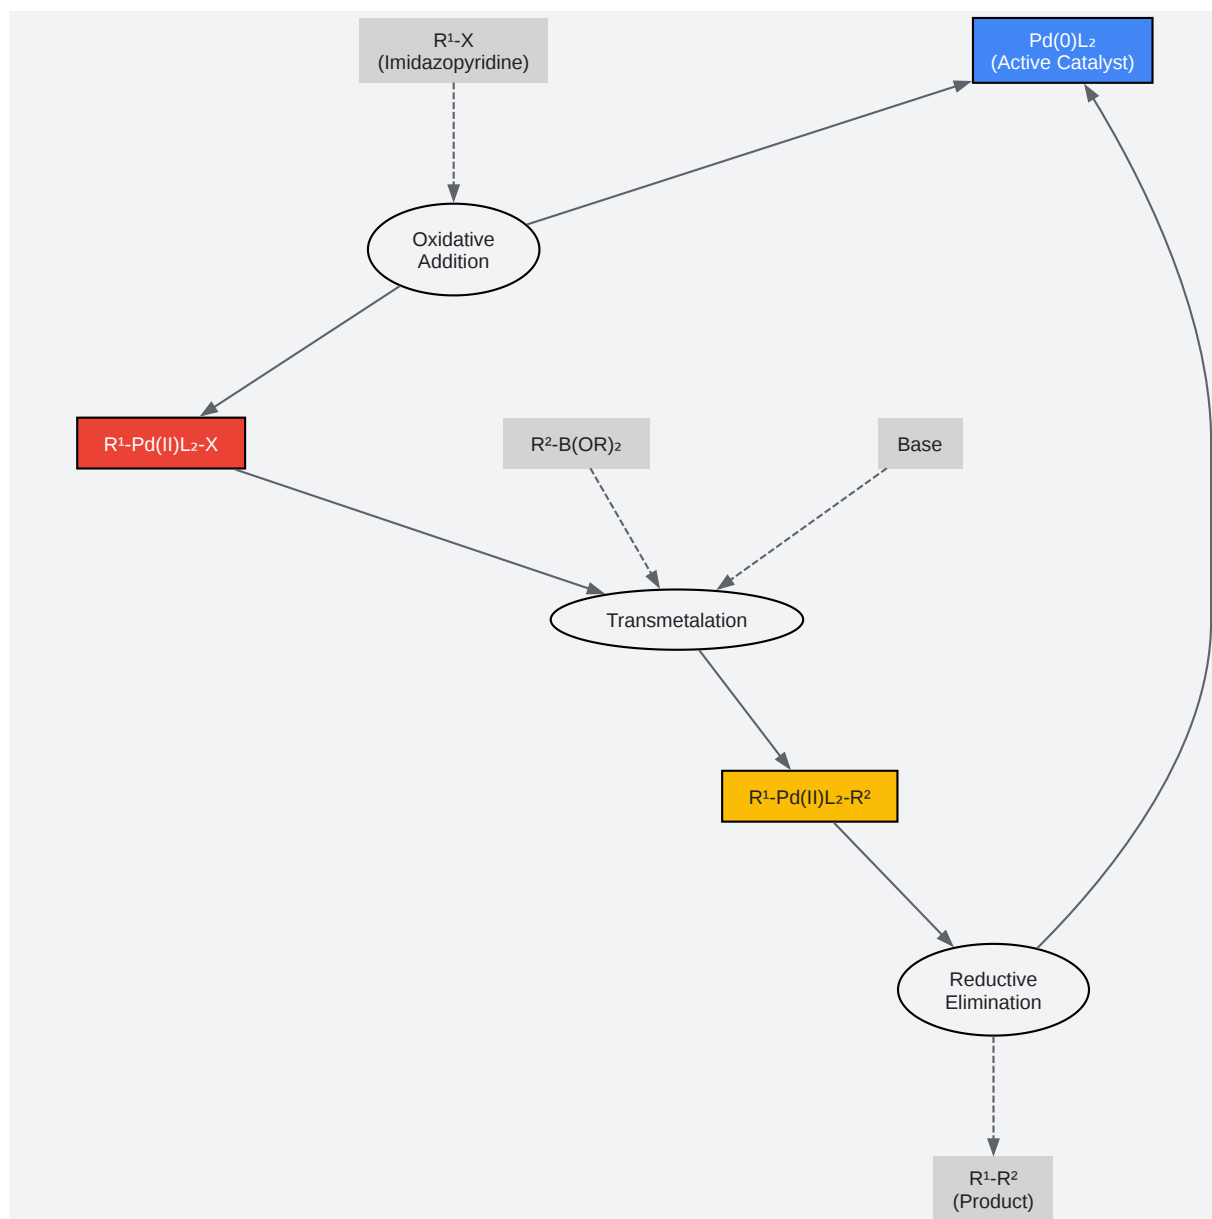 R¹-X
(Imidazopyridine)
Pd(0)L₂
(Active Catalyst)
Oxidative
Addition
R¹-Pd(II)L₂-X
R²-B(OR)₂
Base
Transmetalation
R¹-Pd(II)L₂-R²
Reductive
Elimination
R¹-R²
(Product)